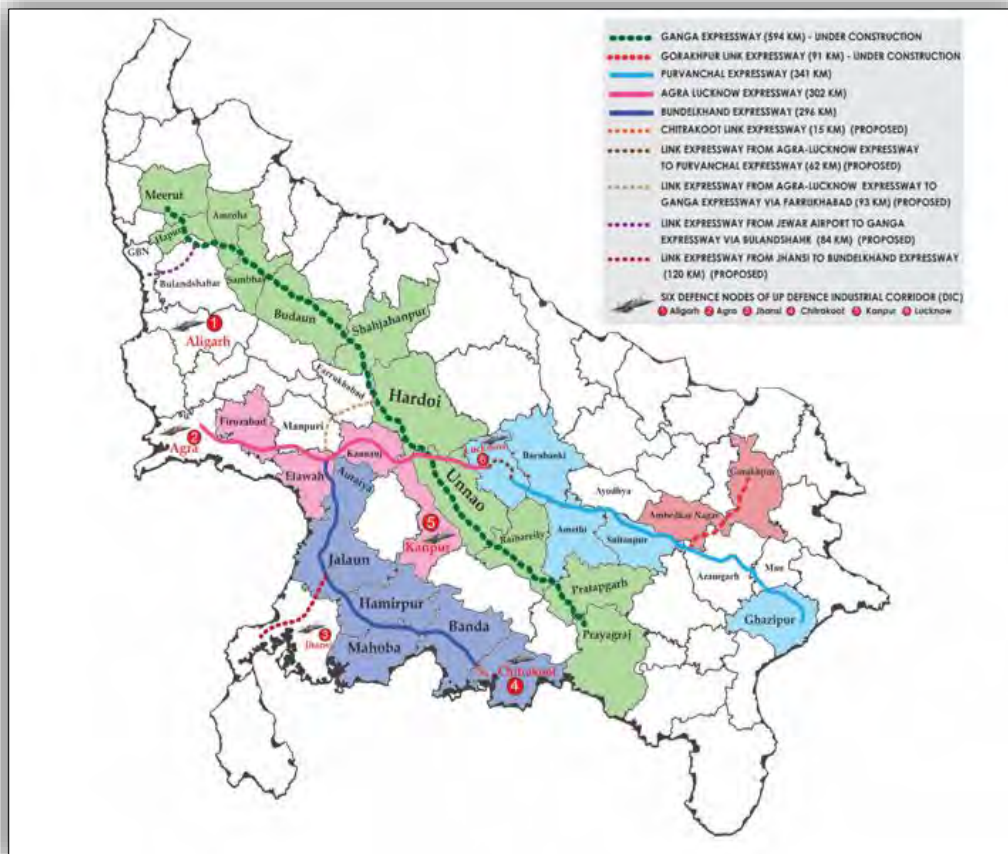 GANGA EXPRESSWAY (594 KM) - UNDER CONSTRUCTION
GORAKHPUR LINK EXPRESSWAY (91 KM) - UNDER CONSTRUCTION
PURVANCHAL EXPRESSWAY (341 KM)
AGRA LUCKNOW EXPRESSWAY (302 KM)
BUNDELKHAND EXPRESSWAY (296 KM)
CHITRAKOOT LINK EXPRESSWAY (15 KM) (PROPOSED)
LINK EXPRESSWAY FROM AGRA-LUCKNOW EXPRESSWAY
TO PURVANCHAL EXPRESSWAY (62 KM) (PROPOSED)
LINK EXPRESSWAY FROM AGRA-LUCKNOW EXPRESSWAY TO
GANGA EXPRESSWAY VIA FARRUKHABAD (93 KM) (PROPOSED)
LINK EXPRESSWAY FROM JEWAR AIRPORT TO GANGA
EXPRESSWAY VIA BULANDSHAHR (84 KM) (PROPOSED)
LINK EXPRESSWAY FROM JHANSI TO BUNDELKHAND EXPRESSWAY
(120 KM) (PROPOSED)
SIX DEFENCE NODES OF UP DEFENCE INDUSTRIAL CORRIDOR (DIC)
1 Aligarh 2 Agra 3 Jhansi 4 Chitrakoot 5 Kanpur 6 Lucknow
Meerut
Amroha
Hapur
GBN
Bulandshahar
Sambhal
Budaun
Shahjahanpur
1
Aligarh
Farrukhabad
Hardoi
Firozabad
Manpuri
2
Agra
Kannauj
Lucknow
6
Barabanki
Etawah
Auraiya
Unnao
Ayodhya
Gorakhpur
Ambedkar Nagar
5
Kanpur
Raibareily
Amethi
Sultanpur
Jalaun
Azamgarh
Mau
Pratapgarh
Hamirpur
Ghazipur
Banda
Prayagraj
3
Jhansi
Mahoba
Chitrakoot
4